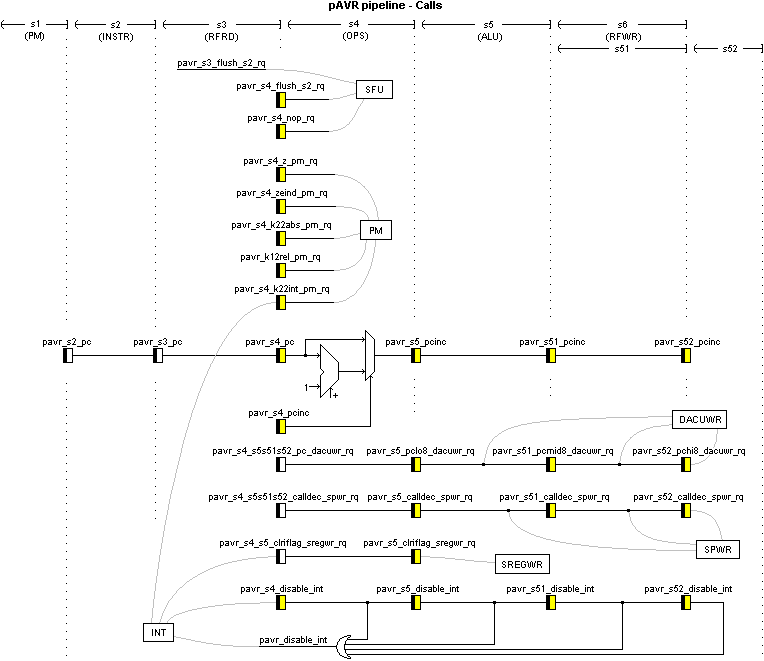 pAVR pipeline - Calls
s1 s2 s3 s4 s5 s6
(PM) (INSTR) (RFRD) (OPS) (ALU) (RFWR)
s51 s52
pavr_s3_flush_s2_rq
pavr_s4_flush_s2_rq
SFU
pavr_s4_nop_rq
pavr_s4_z_pm_rq
pavr_s4_zeind_pm_rq
pavr_s4_k22abs_pm_rq
PM
pavr_k12rel_pm_rq
pavr_s4_k22int_pm_rq
pavr_s2_pc pavr_s3_pc pavr_s4_pc pavr_s5_pcinc pavr_s51_pcinc pavr_s52_pcinc
1
+
pavr_s4_pcinc
DACUWR
pavr_s4_s5s51s52_pc_dacuwr_rq pavr_s5_pclo8_dacuwr_rq pavr_s51_pcmid8_dacuwr_rq pavr_s52_pchi8_dacuwr_rq
pavr_s4_s5s51s52_calldec_spwr_rq pavr_s5_calldec_spwr_rq pavr_s51_calldec_spwr_rq pavr_s52_calldec_spwr_rq
pavr_s4_s5_clriflag_sregwr_rq pavr_s5_clriflag_sregwr_rq
SPWR
SREGWR
pavr_s4_disable_int pavr_s5_disable_int pavr_s51_disable_int pavr_s52_disable_int
INT
pavr_disable_int